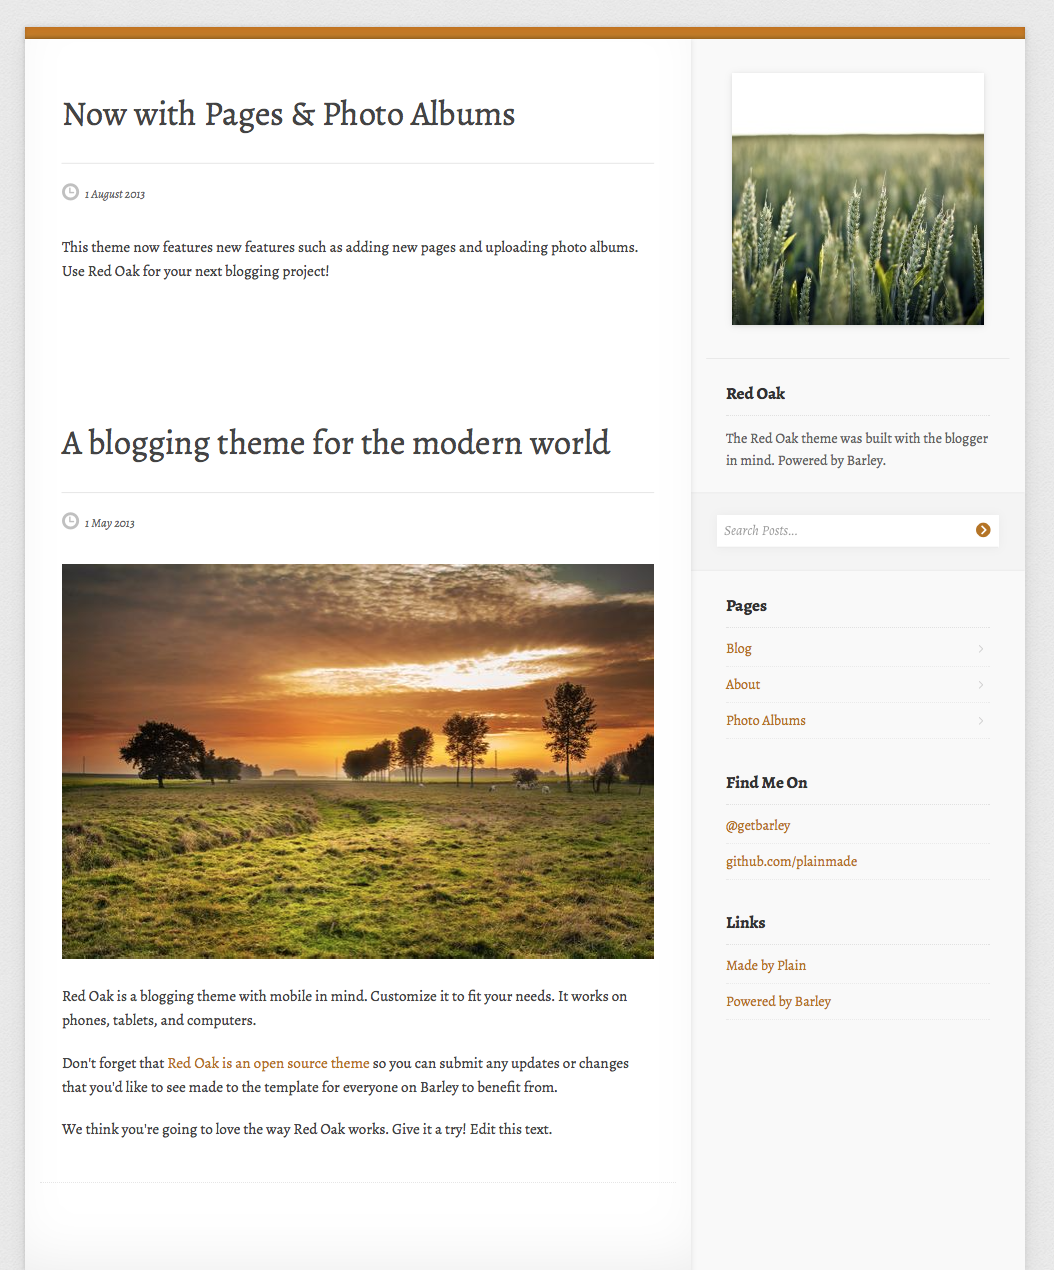 Now with Pages & Photo Albums
1 August 2013
This theme now features new features such as adding new pages and uploading photo albums.
Use Red Oak for your next blogging project!
A blogging theme for the modern world
1 May 2013
Red Oak is a blogging theme with mobile in mind. Customize it to fit your needs. It works on
phones, tablets, and computers.
Don't forget that Red Oak is an open source theme so you can submit any updates or changes
that you'd like to see made to the template for everyone on Barley to benefit from.
We think you're going to love the way Red Oak works. Give it a try! Edit this text.
Red Oak
The Red Oak theme was built with the blogger
in mind. Powered by Barley.
Search Posts...
Pages
Blog
About
Photo Albums
Find Me On
@getbarley
github.com/plainmade
Links
Made by Plain
Powered by Barley